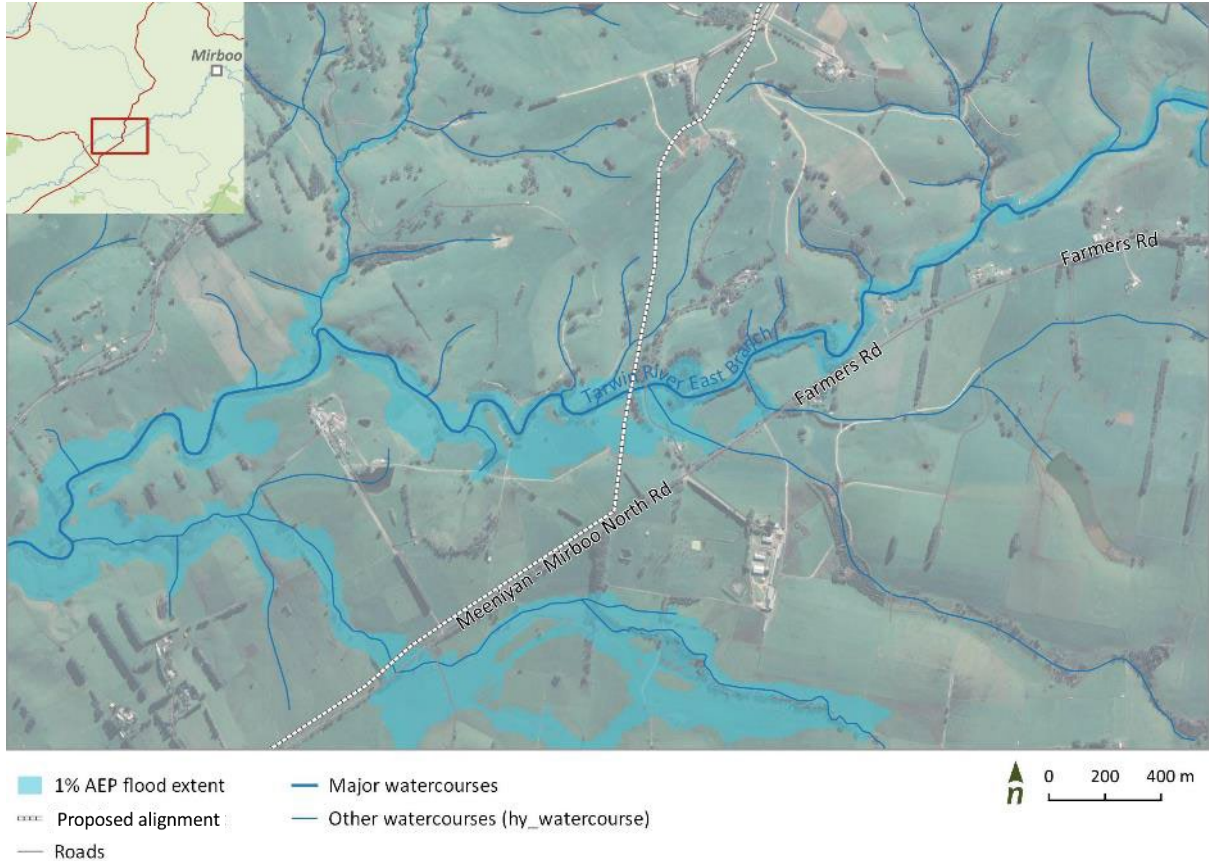 Mirboo
Farmers Rd
Tarwin River East Branch
Farmers Rd
Meeniyan - Mirboo North Rd
1% AEP flood extent
Proposed alignment
Roads
Major watercourses
Other watercourses (hy_watercourse)
n
0 200 400 m